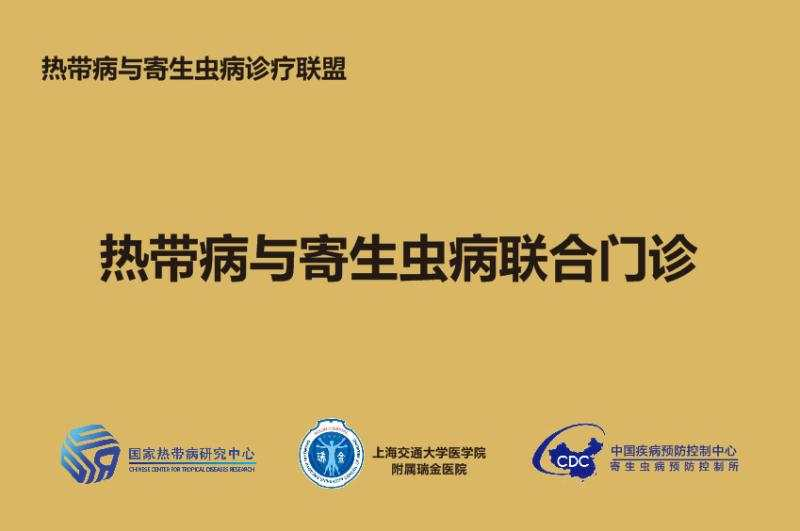 热带病与寄生虫病诊疗联盟
热带病与寄生虫病联合门诊
国家热带病研究中心
CHINESE CENTER FOR TROPICAL DISEASES RESEARCH
瑞金
上海交通大学医学院
附属瑞金医院
CDC
中国疾病预防控制中心
寄生虫病预防控制所